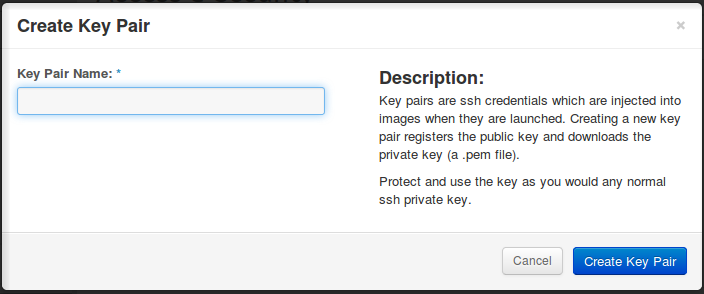 Create Key Pair
×
Key Pair Name: *
Description:
Key pairs are ssh credentials which are injected into
images when they are launched. Creating a new key
pair registers the public key and downloads the
private key (a .pem file).
Protect and use the key as you would any normal
ssh private key.
Cancel
Create Key Pair